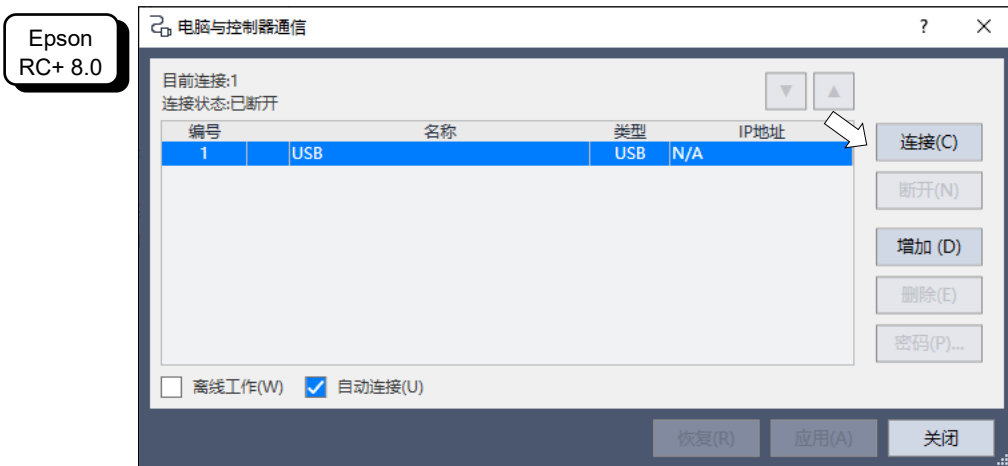 Epson
RC+ 8.0
电脑与控制器通信
?
目前连接:1
连接状态:已断开
▼ ▲
编号 名称 类型 IP地址
1 USB USB N/A
连接(C)
断开(N)
增加 (D)
删除(E)
密码(P)...
离线工作(W) 自动连接(U)
恢复(R) 应用(A) 关闭